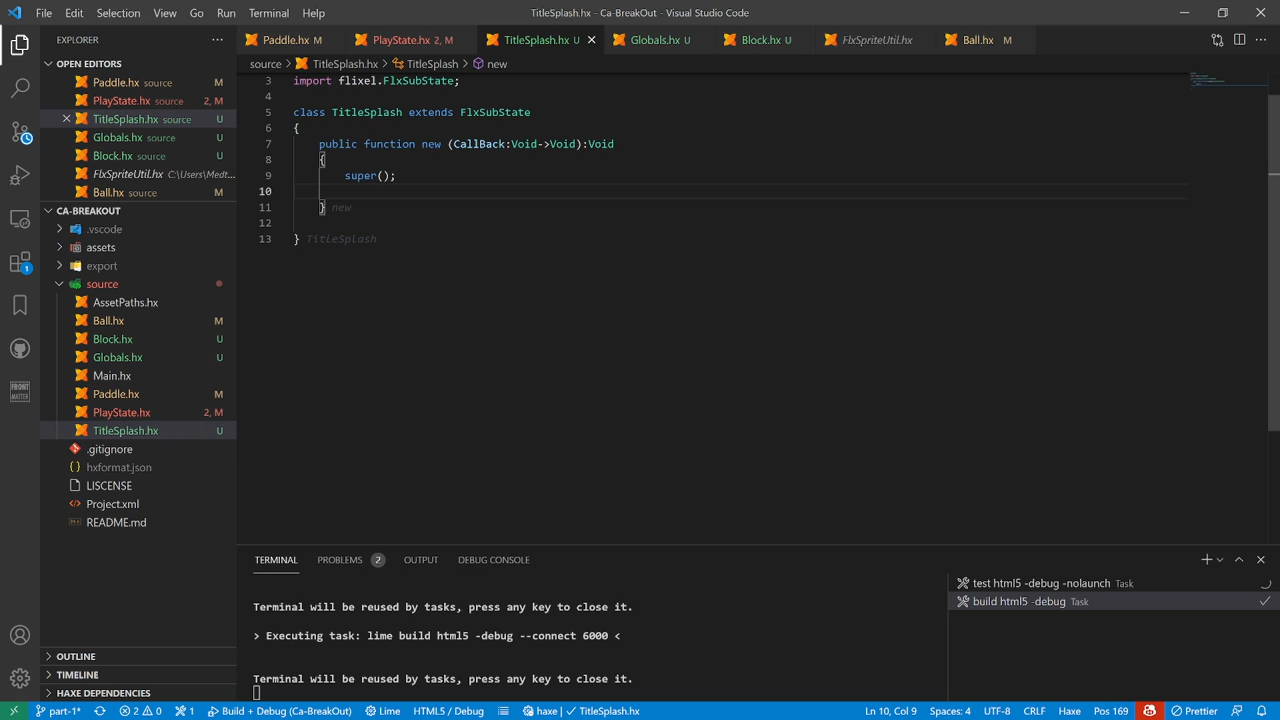 File Edit Selection View Go Run Terminal Help
TitleSplash.hx - Ca-BreakOut - Visual Studio Code
EXPLORER
Paddle.hx M
PlayState.hx 2, M
TitleSplash.hx U
Globals.hx U
Block.hx U
FlxSpriteUtil.hx
Ball.hx M
OPEN EDITORS
Paddle.hx source M
PlayState.hx source 2, M
TitleSplash.hx source U
Globals.hx source U
Block.hx source U
FlxSpriteUtil.hx C:\Users\Medt...
Ball.hx source M
CA-BREAKOUT
.vscode
assets
export
source
AssetPaths.hx
Ball.hx M
Block.hx U
Globals.hx U
Main.hx
Paddle.hx M
PlayState.hx 2, M
TitleSplash.hx U
.gitignore
hxformat.json
LISCENSE
Project.xml
README.md
OUTLINE
TIMELINE
HAXE DEPENDENCIES
FRONT MATTER
1
source > TitleSplash.hx > TitleSplash > new
3 import flixel.FlxSubState;
4
5 class TitleSplash extends FlxSubState
6 {
7 public function new (CallBack:Void->Void):Void
8 {
9 super();
10
11 } new
12
13 } TitleSplash
TERMINAL PROBLEMS 2 OUTPUT DEBUG CONSOLE
Terminal will be reused by tasks, press any key to close it.
> Executing task: lime build html5 -debug --connect 6000 <
Terminal will be reused by tasks, press any key to close it.
test html5 -debug -nolaunch Task
build html5 -debug Task
part-1* 2 0 1 Build + Debug (Ca-BreakOut) Lime HTML5 / Debug haxe | TitleSplash.hx Ln 10, Col 9 Spaces: 4 UTF-8 CRLF Haxe Pos 169 Prettier